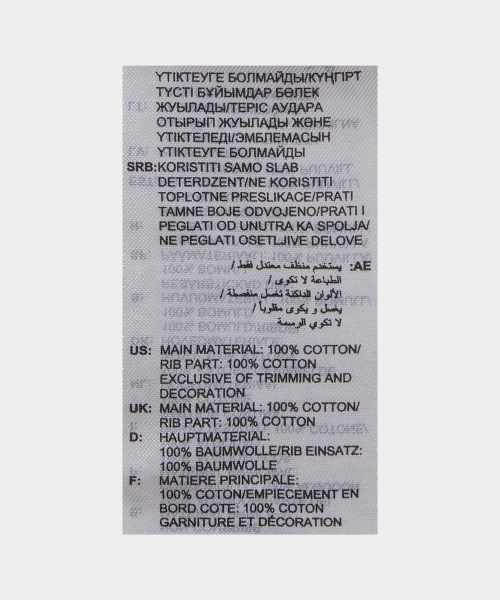 ҮТІКТЕУГЕ БОЛМАЙДЫ/КҮҢГІРТ
ТҮСТІ БҰЙЫМДАР БӨЛЕК
ЖУЫЛАДЫ/ТЕРІС АУДАРА
ОТЫРЫП ЖУЫЛАДЫ ЖӘНЕ
ҮТІКТЕЛЕДІ/ЭМБЛЕМАСЫН
ҮТІКТЕУГЕ БОЛМАЙДЫ
SRB:KORISTITI SAMO SLAB
DETERDZENT/NE KORISTITI
TOPLOTNE PRESLIKACE/PRATI
TAMNE BOJE ODVOJENO/PRATI I
PEGLATI OD UNUTRA KA SPOLJA/
NE PEGLATI OSETLJIVE DELOVE
AE: يستخدم منظف معتدل فقط /
الطباعة لا تكوى /
الألوان الداكنة تغسل منفصلة /
يغسل و يكوى مقلوباً /
لا تكوي الرسمة
US: MAIN MATERIAL: 100% COTTON/
RIB PART: 100% COTTON
EXCLUSIVE OF TRIMMING AND
DECORATION
UK: MAIN MATERIAL: 100% COTTON/
RIB PART: 100% COTTON
D: HAUPTMATERIAL:
100% BAUMWOLLE/RIB EINSATZ:
100% BAUMWOLLE
F: MATIERE PRINCIPALE:
100% COTON/EMPIECEMENT EN
BORD COTE: 100% COTON
GARNITURE ET DÉCORATION